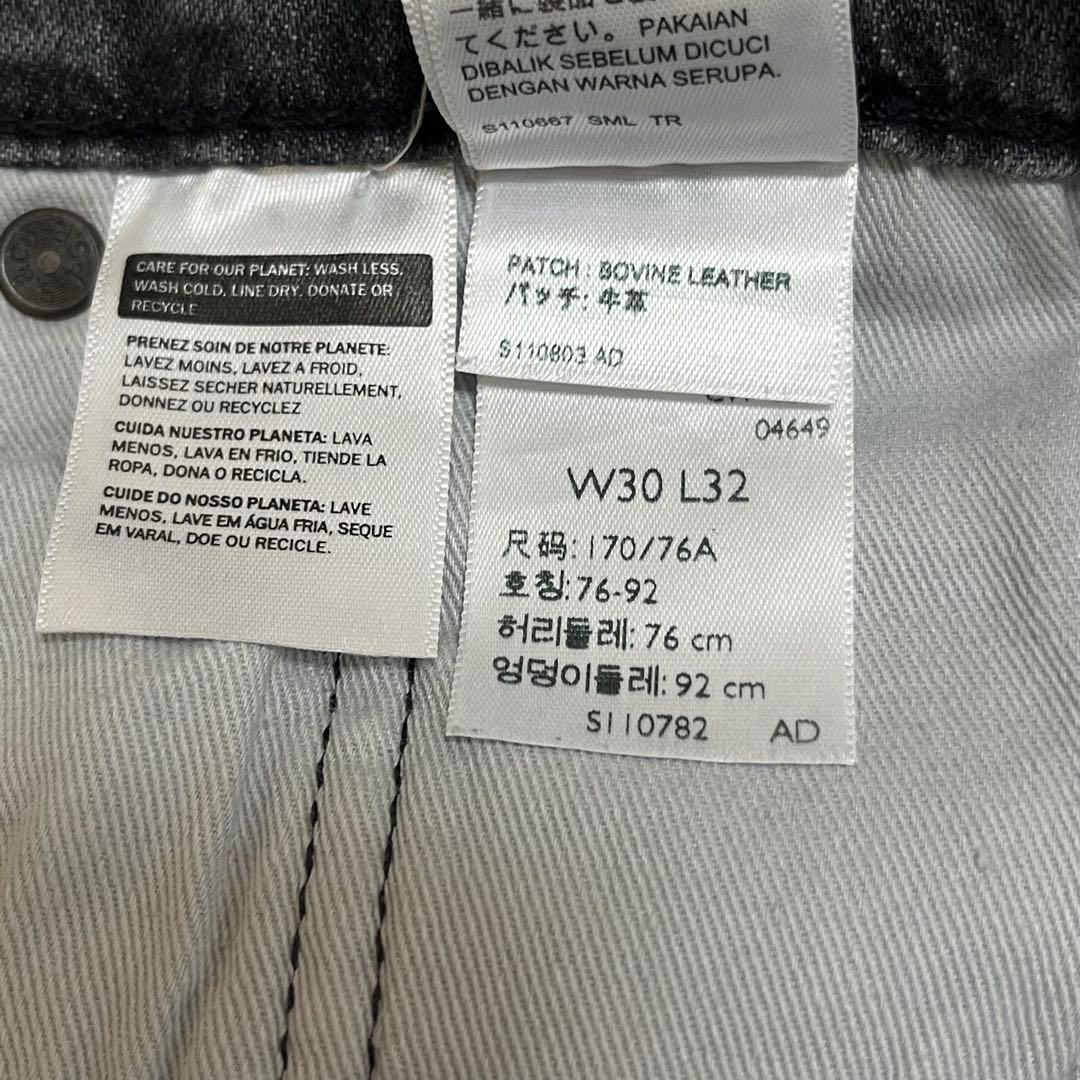 てください。 PAKAIAN
DIBALIK SEBELUM DICUCI
DENGAN WARNA SERUPA.
S110667 SML TR
CARE FOR OUR PLANET: WASH LESS,
WASH COLD, LINE DRY, DONATE OR
RECYCLE
PRENEZ SOIN DE NOTRE PLANETE:
LAVEZ MOINS, LAVEZ A FROID,
LAISSEZ SECHER NATURELLEMENT,
DONNEZ OU RECYCLEZ
CUIDA NUESTRO PLANETA: LAVA
MENOS, LAVA EN FRIO, TIENDE LA
ROPA, DONA O RECICLA.
CUIDE DO NOSSO PLANETA: LAVE
MENOS, LAVE EM ÁGUA FRIA, SEQUE
EM VARAL, DOE OU RECICLE.
PATCH: BOVINE LEATHER
パッチ: 牛革
S110803 AD
04649
W30 L32
尺码: 170/76A
호칭: 76-92
허리둘레: 76 cm
엉덩이둘레: 92 cm
S110782 AD